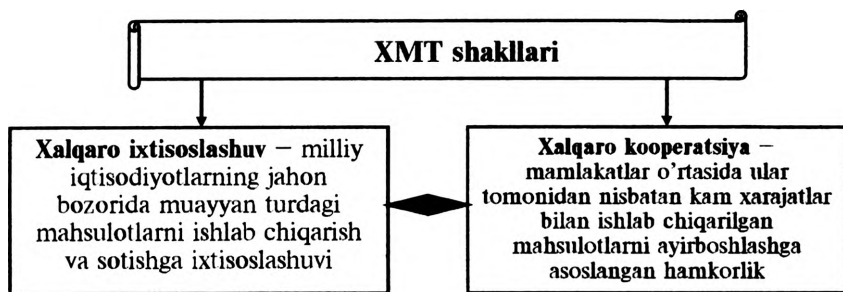 XMT shakllari
Xalqaro ixtisoslashuv – milliy
iqtisodiyotlarning jahon
bozorida muayyan turdagi
mahsulotlarni ishlab chiqarish
va sotishga ixtisoslashuvi
Xalqaro kooperatsiya –
mamlakatlar o'rtasida ular
tomonidan nisbatan kam xarajatlar
bilan ishlab chiqarilgan
mahsulotlarni ayirboshlashga
asoslangan hamkorlik